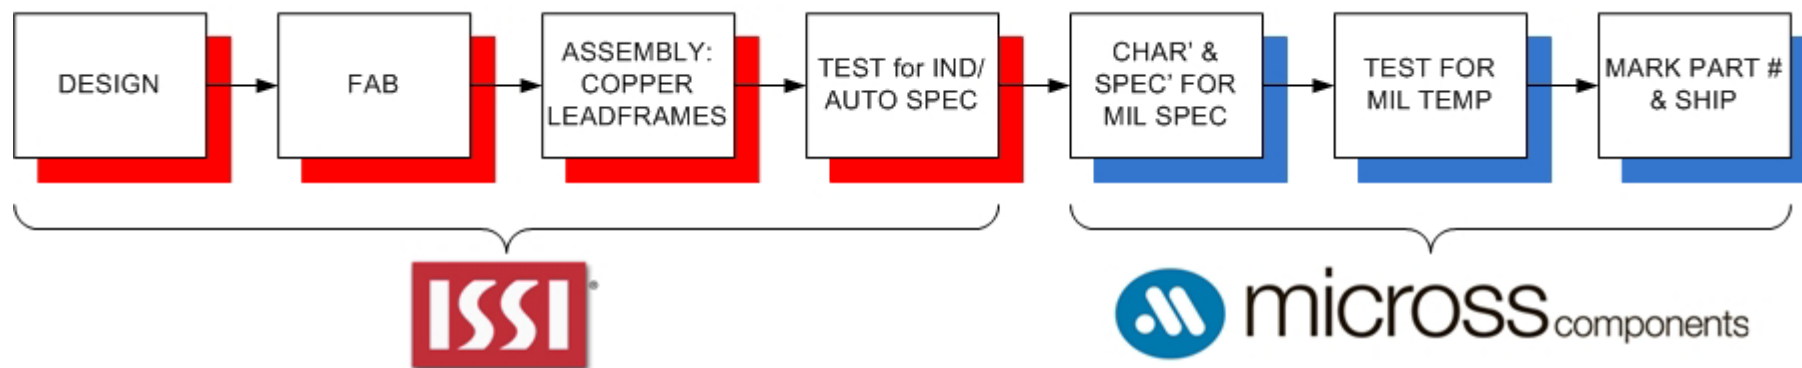 DESIGN
FAB
ASSEMBLY:
COPPER
LEADFRAMES
TEST for IND/
AUTO SPEC
CHAR' &
SPEC' FOR
MIL SPEC
TEST FOR
MIL TEMP
MARK PART #
& SHIP
ISSI®
micross components